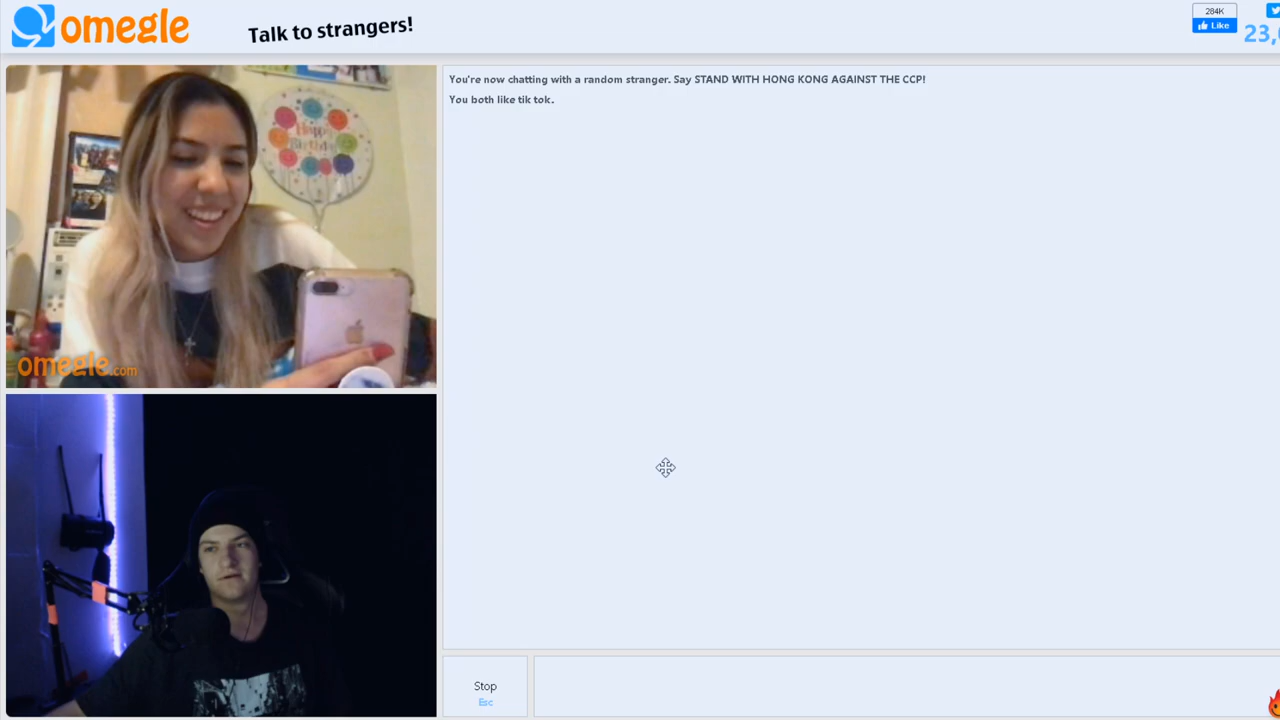 omegle
Talk to strangers!
284K
Like
23,
You're now chatting with a random stranger. Say STAND WITH HONG KONG AGAINST THE CCP!
You both like tik tok.
Happy
Birthday
omegle.com
Stop
Esc